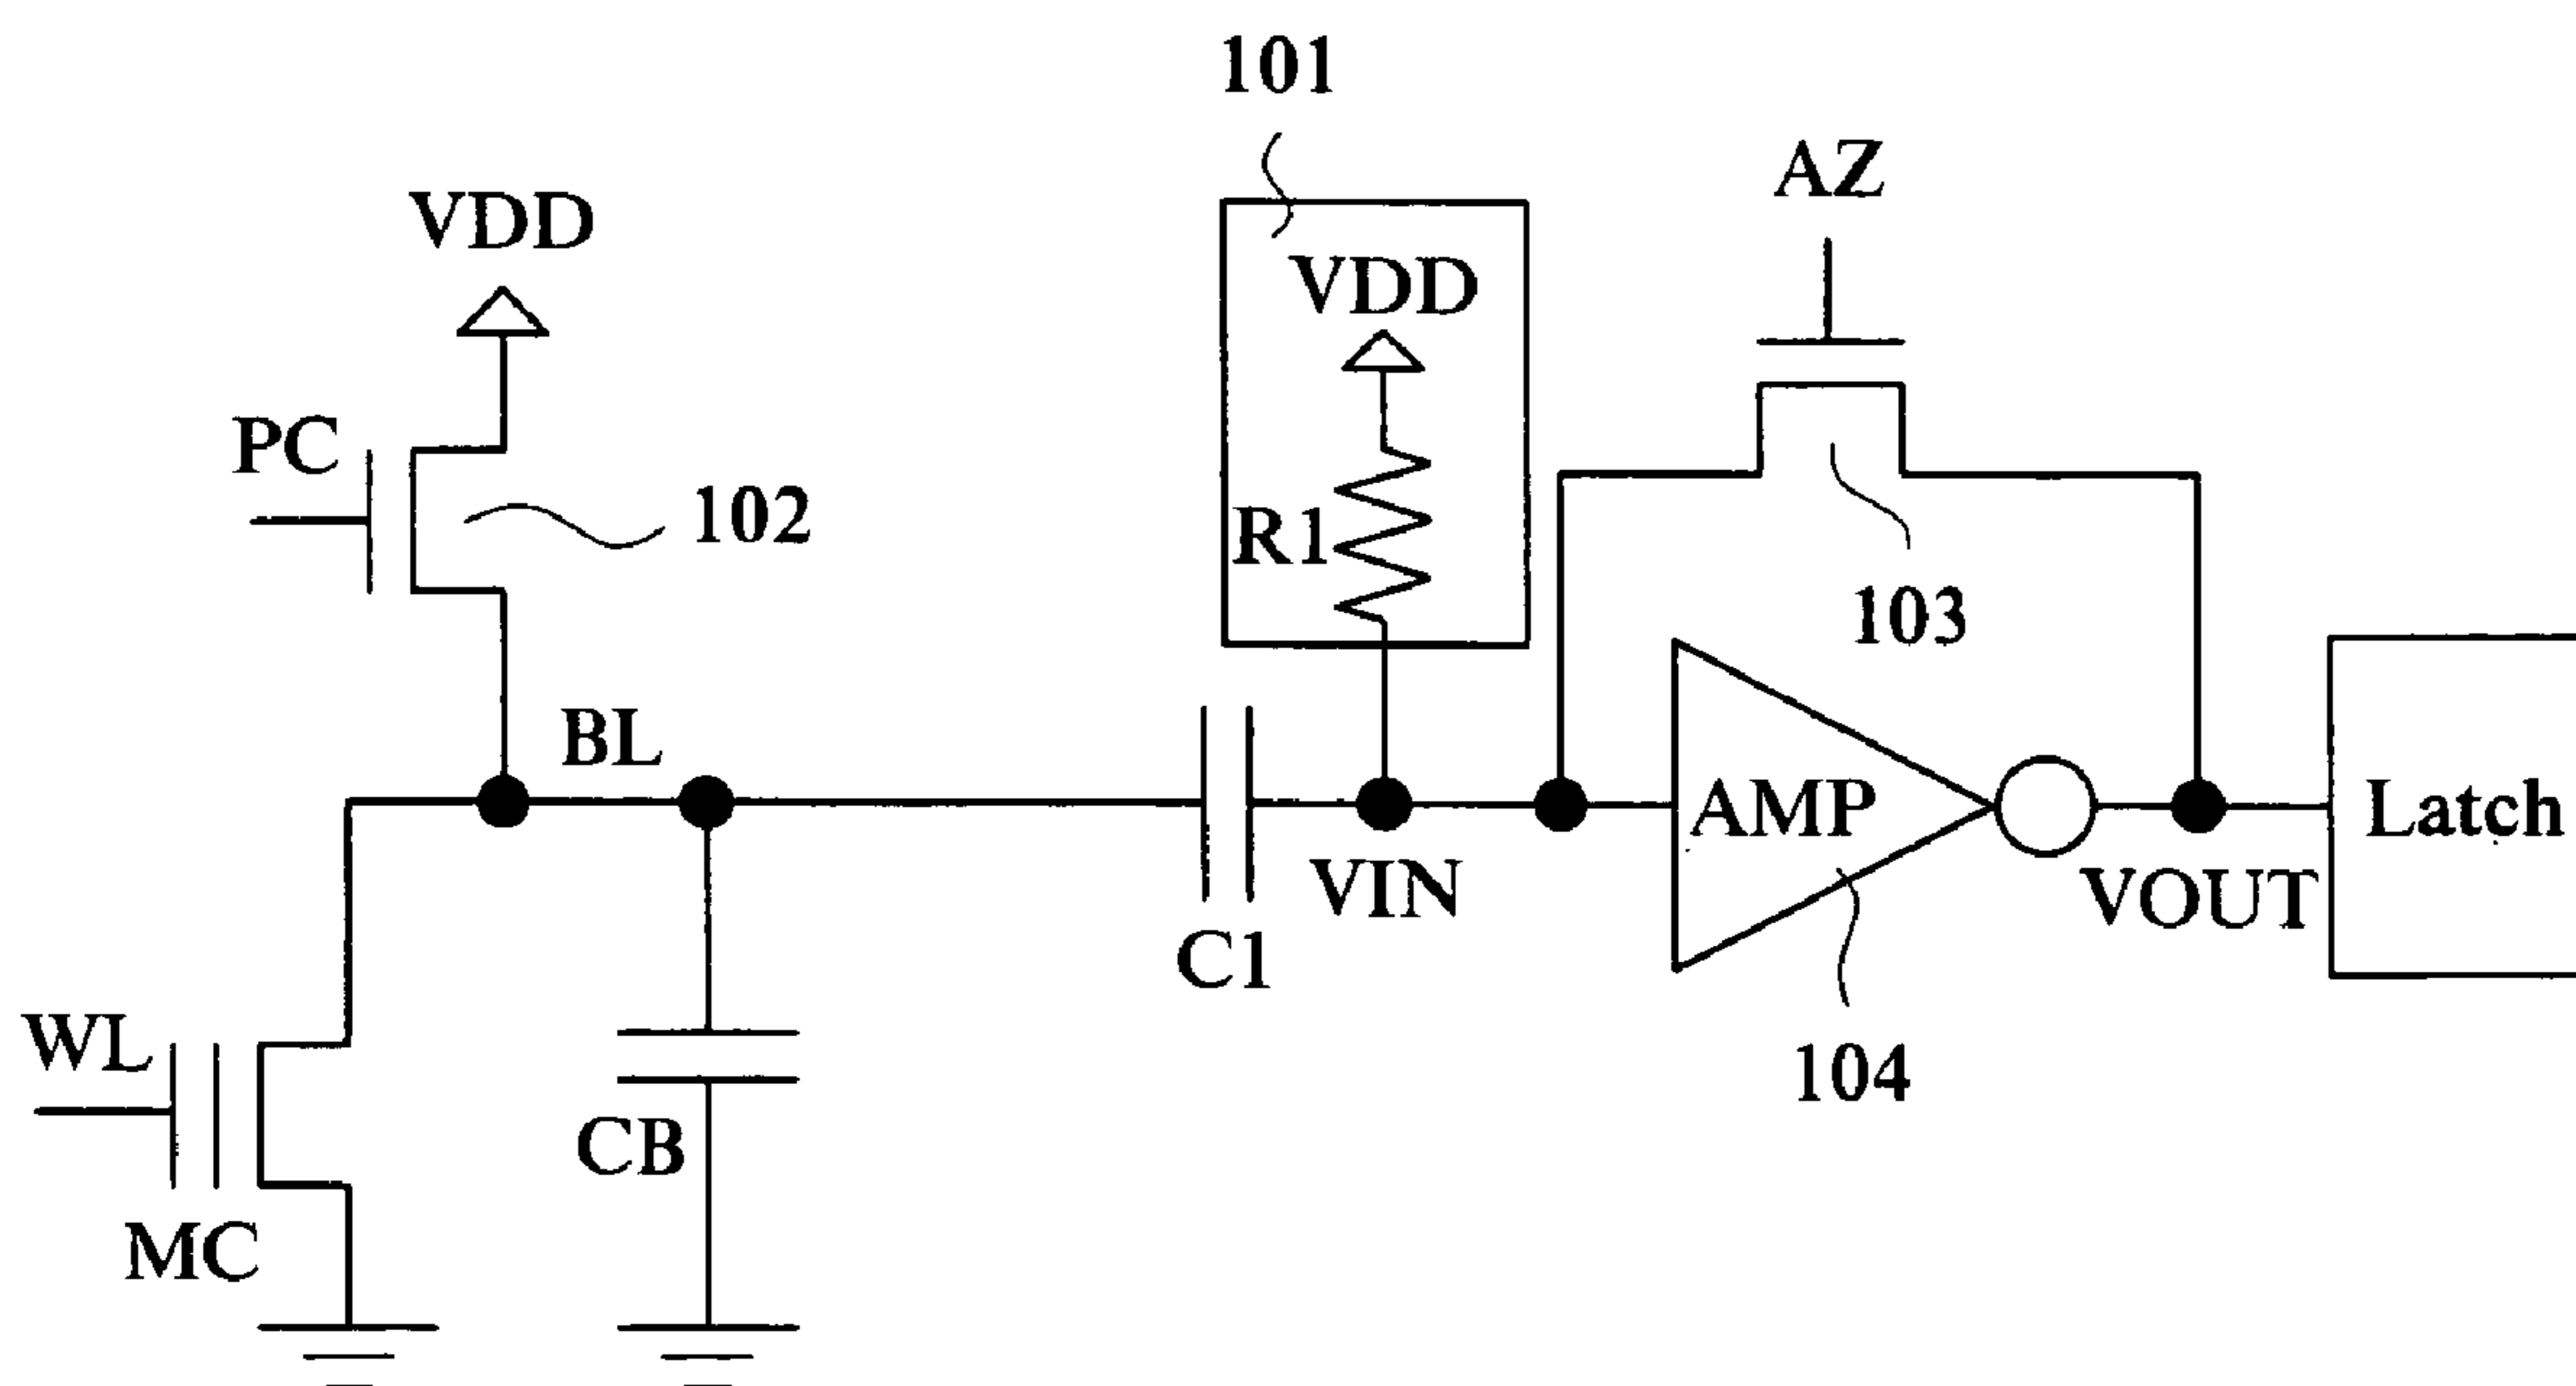 101
AZ
VDD
VDD
PC
102
R1
103
BL
AMP
Latch
VIN
VOUT
C1
WL
104
CB
MC